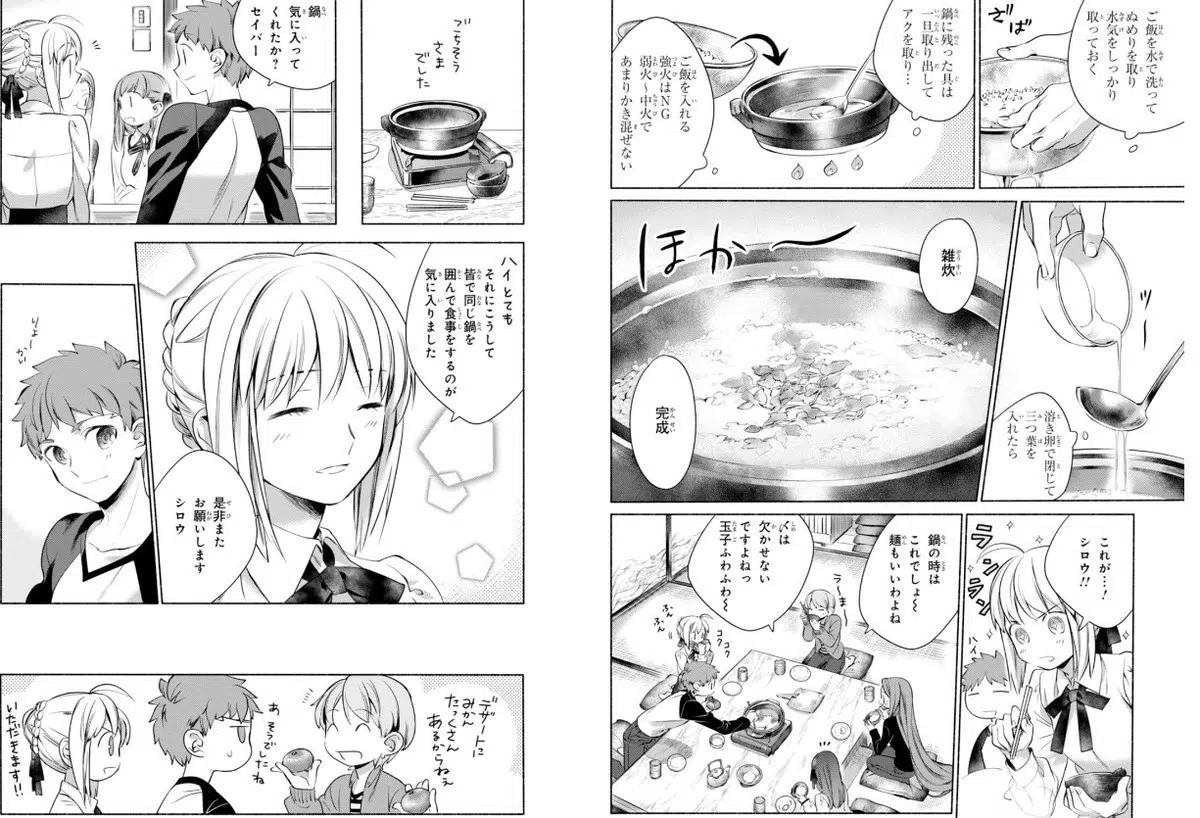 ご飯を水で洗って
ぬめりを取り
水気をしっかり
取っておく
ざば
鍋に残った具は
一旦取り出して
アクを取り…
ご飯を入れる
強火はNG
弱火～中火で
あまりかき混ぜない
溶き卵で閉じて
三つ葉を
入れたら
ほか～
雑炊
完成
これが…!
シロウ!!
ランランラン
ハイ
鍋の時は
これでしょ～
麺もいいわよね
〆は
欠かせない
ですよねっ
玉子ふわふわ～
うーまー
ふんふん
コクコク
ごちそう
さま
でした
鍋
気に入って
くれたか?
セイバー
ハイとても
それにこうして
皆で同じ鍋を
囲んで食事をするのが
気に入りました
是非また
お願いします
シロウ
りょーかい
デザートに
みかん
たっくさん
あるからねぇ
あ、そうでしたね
いただきます!!